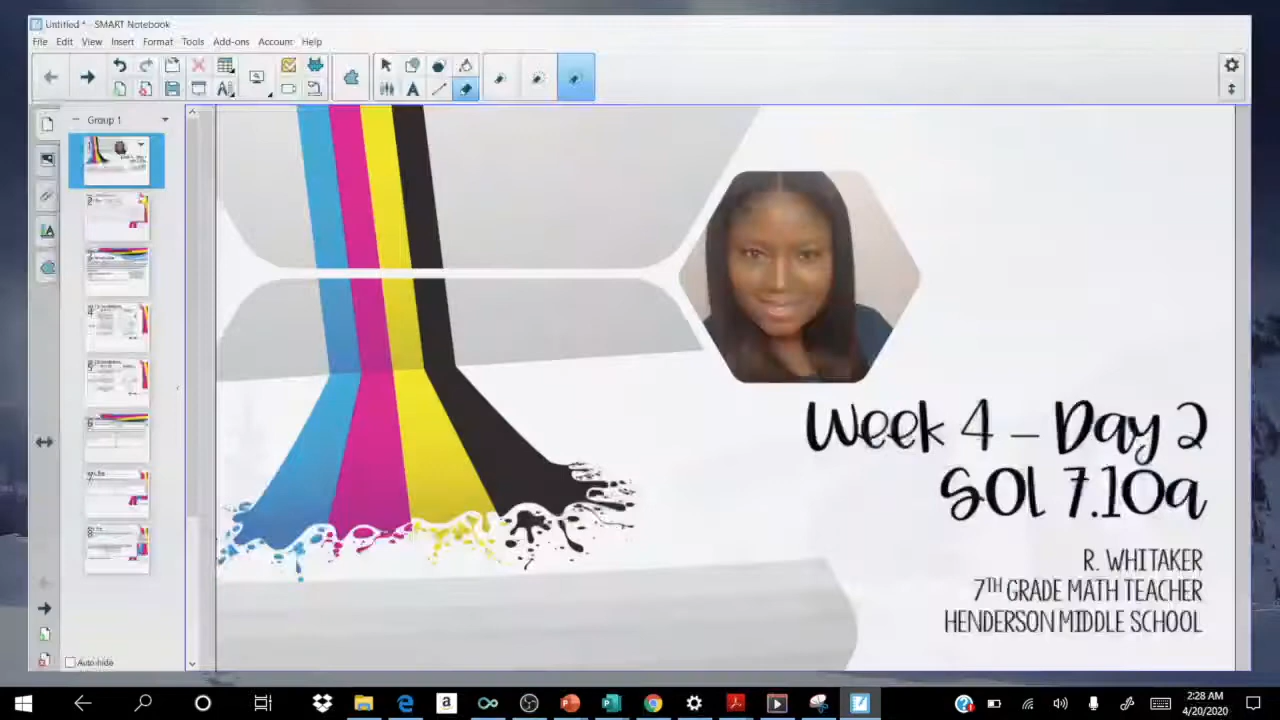 Untitled * SMART Notebook
File Edit View Insert Format Tools Add-ons Account Help
Group 1
Week 4 – Day 2
SOL 7.10a
R. WHITAKER
7TH GRADE MATH TEACHER
HENDERSON MIDDLE SCHOOL
Auto-hide
2:28 AM
4/20/2020